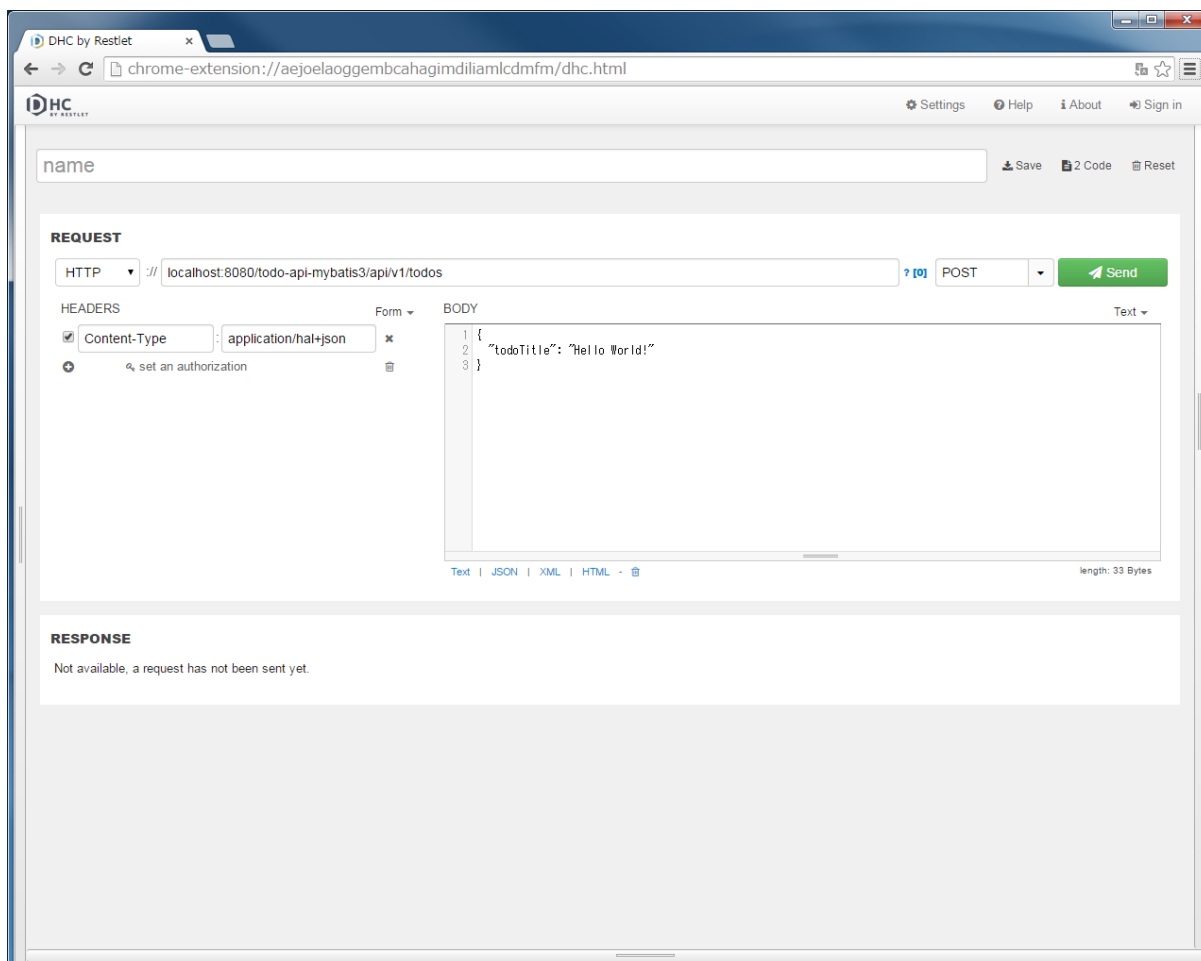 DHC by Restlet
chrome-extension://aejoelaoggembcahagimdiliamlcdmfm/dhc.html
DHC BY RESTLET Settings Help About Sign in
name Save 2 Code Reset
REQUEST
HTTP :// localhost:8080/todo-api-mybatis3/api/v1/todos ? [0] POST Send
HEADERS Form BODY Text
Content-Type : application/hal+json
set an authorization
1 {
2 "todoTitle": "Hello World!"
3 }
Text | JSON | XML | HTML - length: 33 Bytes
RESPONSE
Not available, a request has not been sent yet.